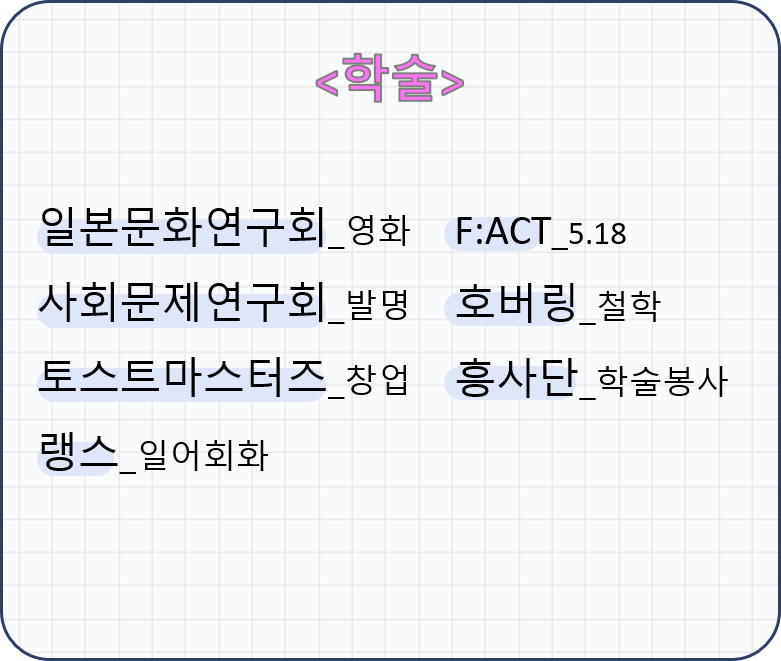 <학술>
일본문화연구회_영화
사회문제연구회_발명
토스트마스터즈_창업
랭스_일어회화
F:ACT_5.18
호버링_철학
흥사단_학술봉사